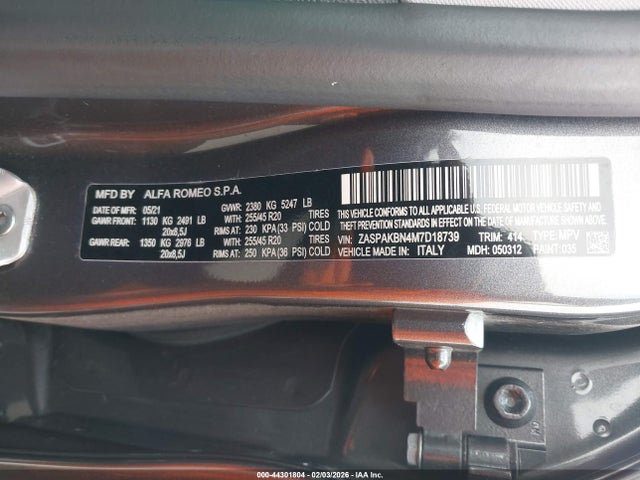 MFD BY ALFA ROMEO S.P.A.
DATE: 05/21 GVWR: 2380 KG 5247 LB
GAWR FRONT: 1130 KG 2491 LB WITH: 255/45 R20 TIRES
20x8,5J RIMS AT: 230 KPA (33 PSI) COLD
GAWR REAR: 1350 KG 2976 LB WITH: 255/45 R20 TIRES
20x8,5J RIMS AT: 250 KPA (36 PSI) COLD
THIS VEHICLE CONFORMS TO ALL APPLICABLE
U.S. FEDERAL MOTOR VEHICLE SAFETY, BUMPER,
AND THEFT PREVENTION STANDARDS IN
EFFECT ON THE DATE OF MANUFACTURE SHOWN ABOVE.
VIN: ZASPAKBN4M7D18739 TRIM: 414 TYPE: MPV
VEHICLE MADE IN: ITALY MDH: 050312 PAINT: 035
000-44301804 | 02/03/2026 - IAA Inc.